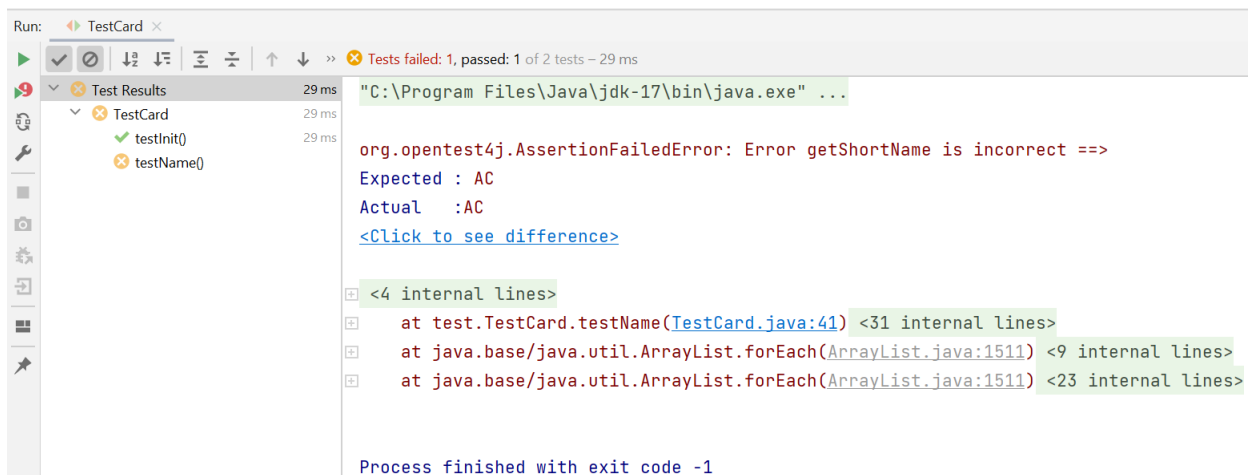 Run: TestCard ×
» Tests failed: 1, passed: 1 of 2 tests – 29 ms
Test Results 29 ms
TestCard 29 ms
testInit() 29 ms
testName()
"C:\Program Files\Java\jdk-17\bin\java.exe" ...
org.opentest4j.AssertionFailedError: Error getShortName is incorrect ==>
Expected : AC
Actual   :AC
<Click to see difference>
<4 internal lines>
at test.TestCard.testName(TestCard.java:41) <31 internal lines>
at java.base/java.util.ArrayList.forEach(ArrayList.java:1511) <9 internal lines>
at java.base/java.util.ArrayList.forEach(ArrayList.java:1511) <23 internal lines>
Process finished with exit code -1